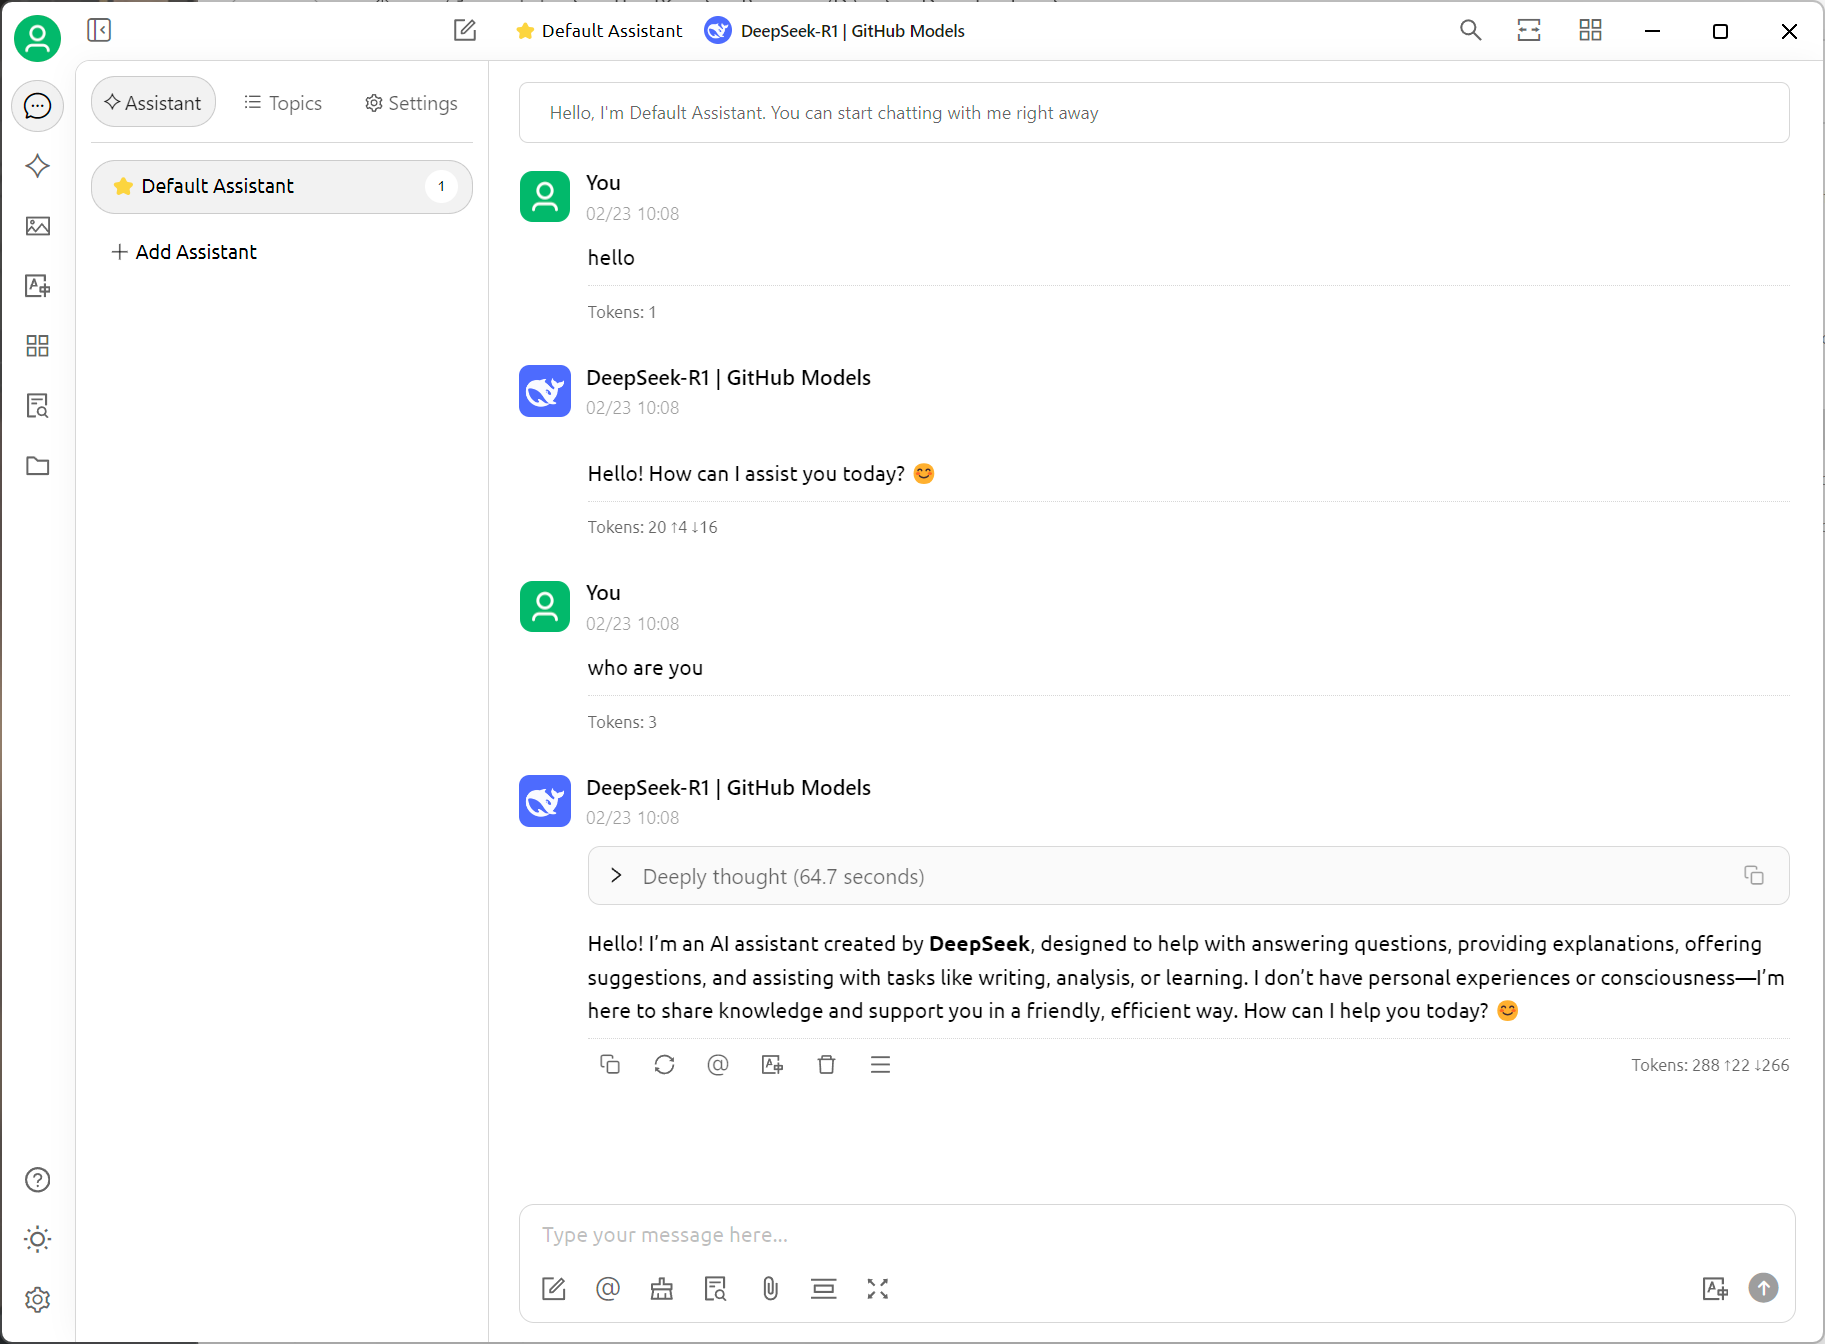 Default Assistant
DeepSeek-R1 | GitHub Models
Assistant
Topics
Settings
Default Assistant
1
Add Assistant
Hello, I'm Default Assistant. You can start chatting with me right away
You
02/23 10:08
hello
Tokens: 1
DeepSeek-R1 | GitHub Models
02/23 10:08
Hello! How can I assist you today? 😊
Tokens: 20 ↑4 ↓16
You
02/23 10:08
who are you
Tokens: 3
DeepSeek-R1 | GitHub Models
02/23 10:08
Deeply thought (64.7 seconds)
Hello! I’m an AI assistant created by DeepSeek, designed to help with answering questions, providing explanations, offering
suggestions, and assisting with tasks like writing, analysis, or learning. I don’t have personal experiences or consciousness—I’m
here to share knowledge and support you in a friendly, efficient way. How can I help you today? 😊
Tokens: 288 ↑22 ↓266
Type your message here...